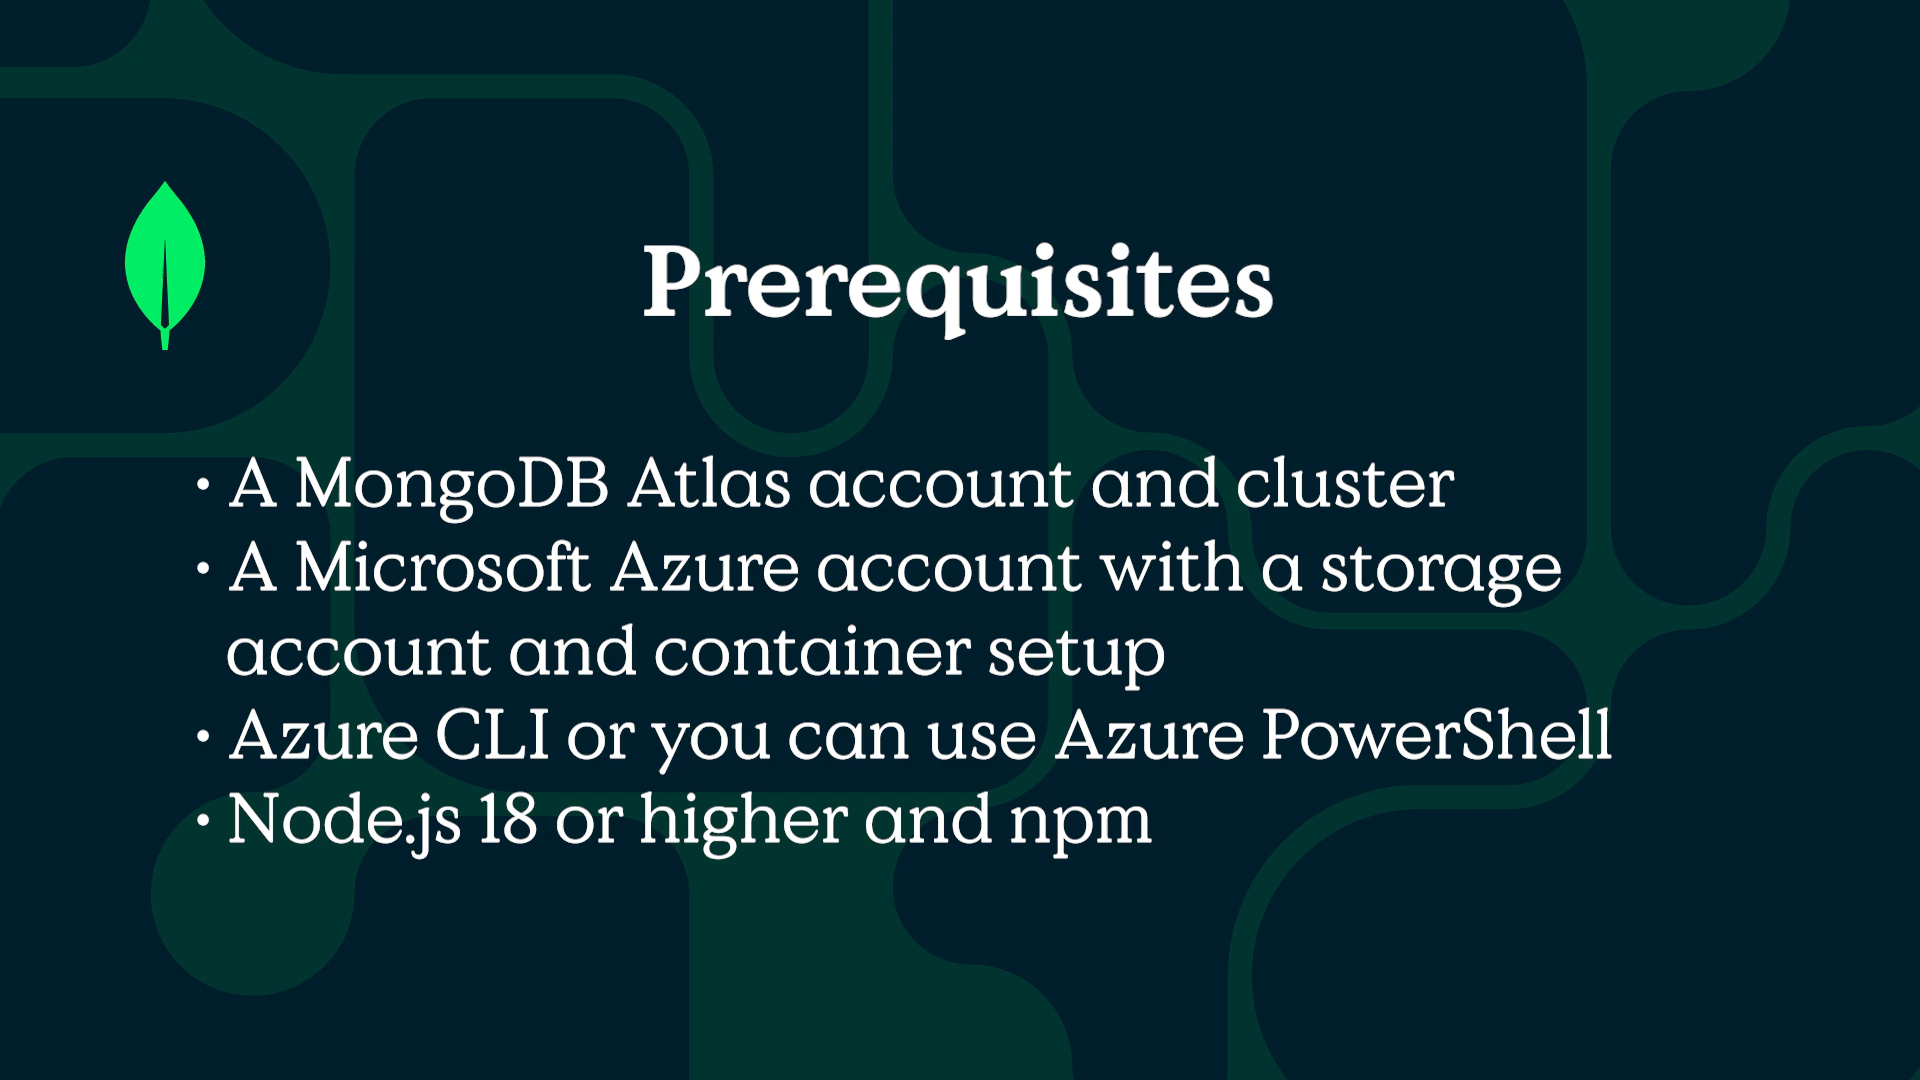 Prerequisites
• A MongoDB Atlas account and cluster
• A Microsoft Azure account with a storage
account and container setup
• Azure CLI or you can use Azure PowerShell
• Node.js 18 or higher and npm